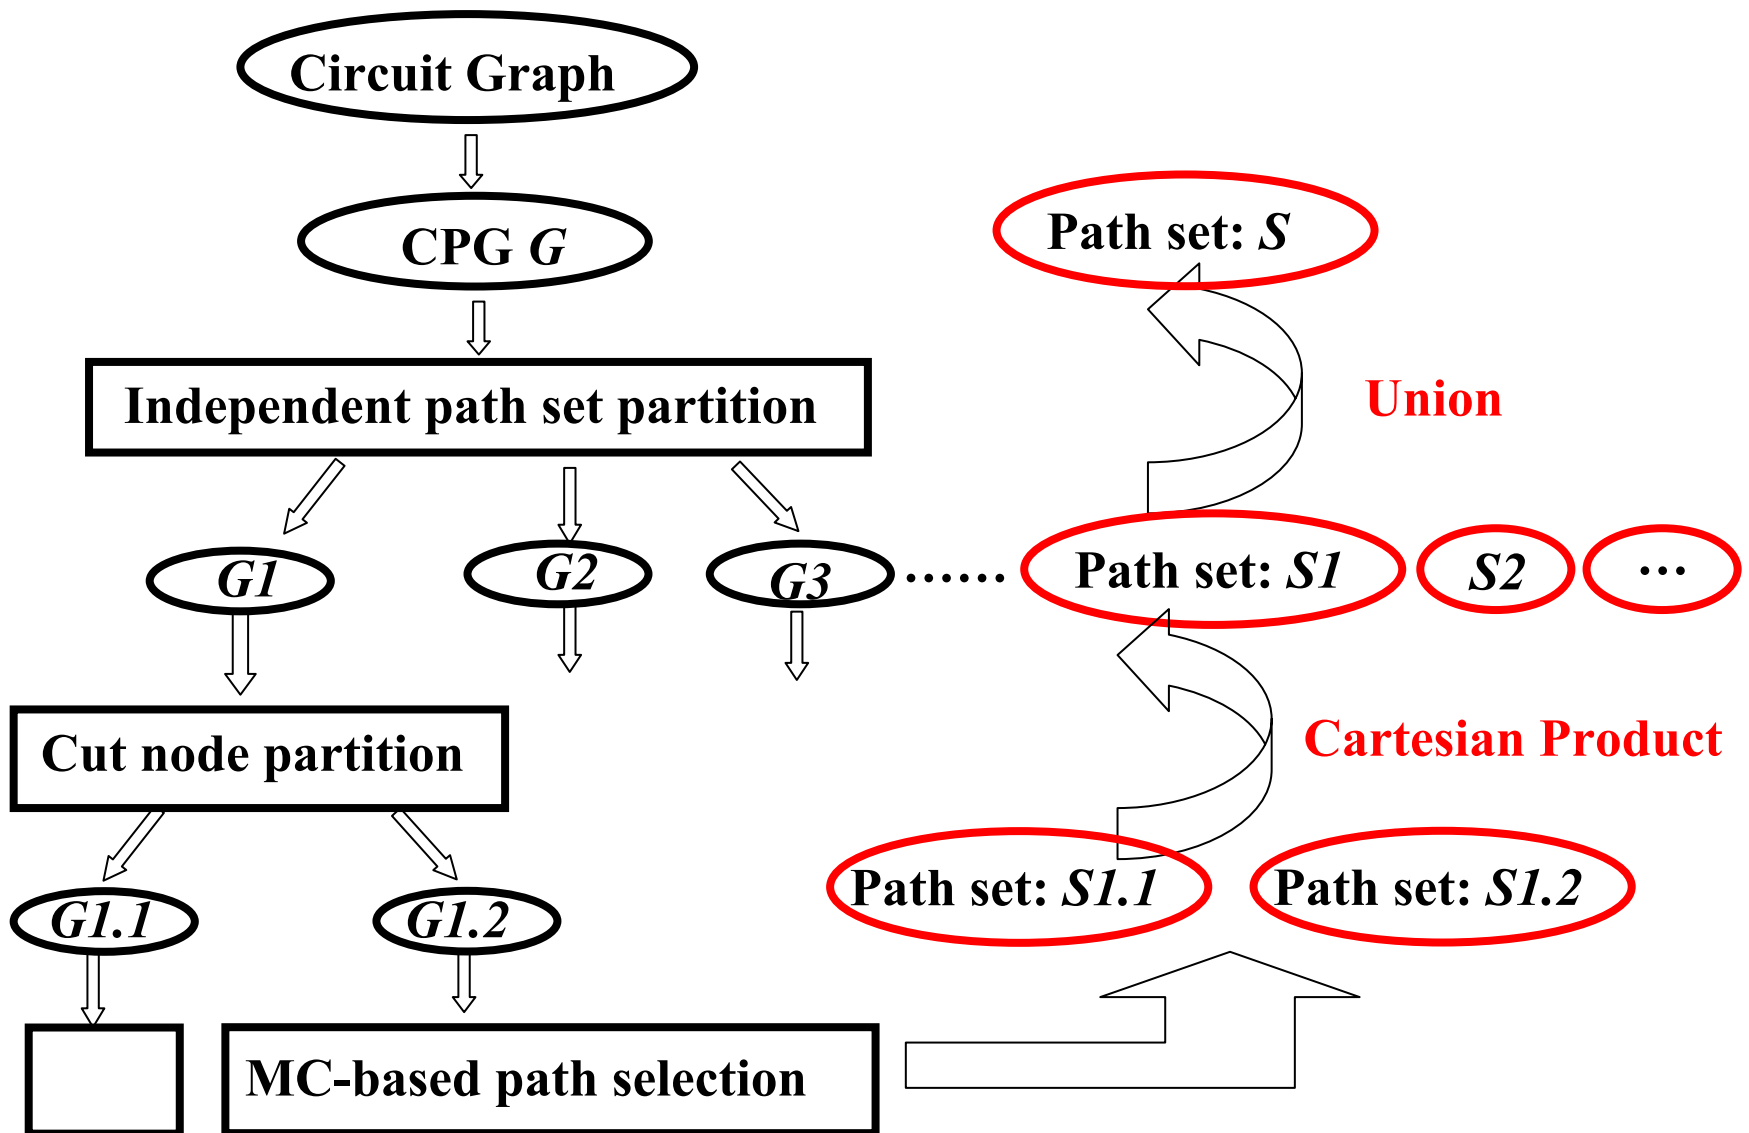 Circuit Graph
CPG G
Path set: S
Independent path set partition
Union
G1
G2
G3
......
Path set: S1
S2
...
Cut node partition
Cartesian Product
G1.1
G1.2
Path set: S1.1
Path set: S1.2
MC-based path selection